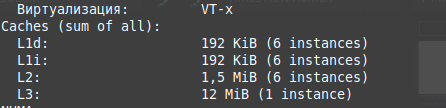 Виртуализация: VT-x
Caches (sum of all):
L1d: 192 KiB (6 instances)
L1i: 192 KiB (6 instances)
L2: 1,5 MiB (6 instances)
L3: 12 MiB (1 instance)